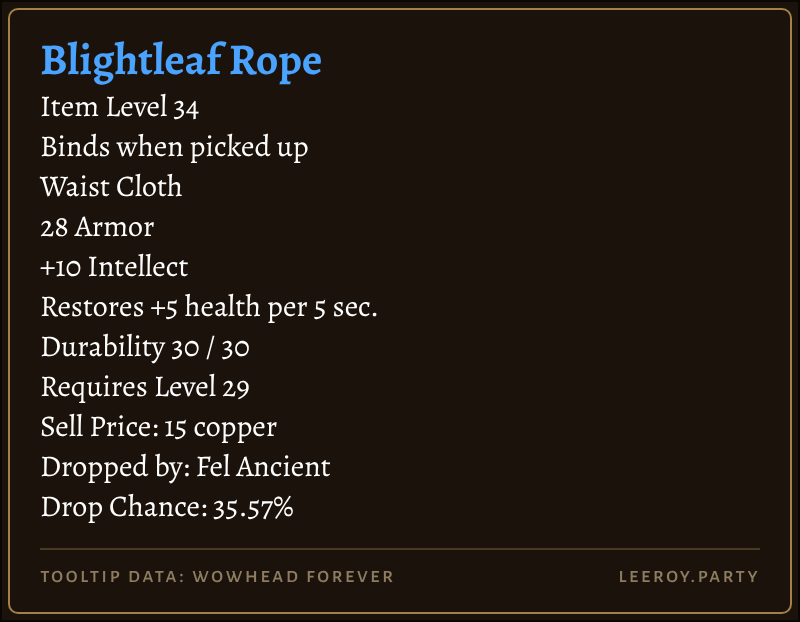 Blightleaf Rope
Item Level 34
Binds when picked up
Waist Cloth
28 Armor
+10 Intellect
Restores +5 health per 5 sec.
Durability 30 / 30
Requires Level 29
Sell Price: 15 copper
Dropped by: Fel Ancient
Drop Chance: 35.57%
TOOLTIP DATA: WOWHEAD FOREVER
LEEROY.PARTY